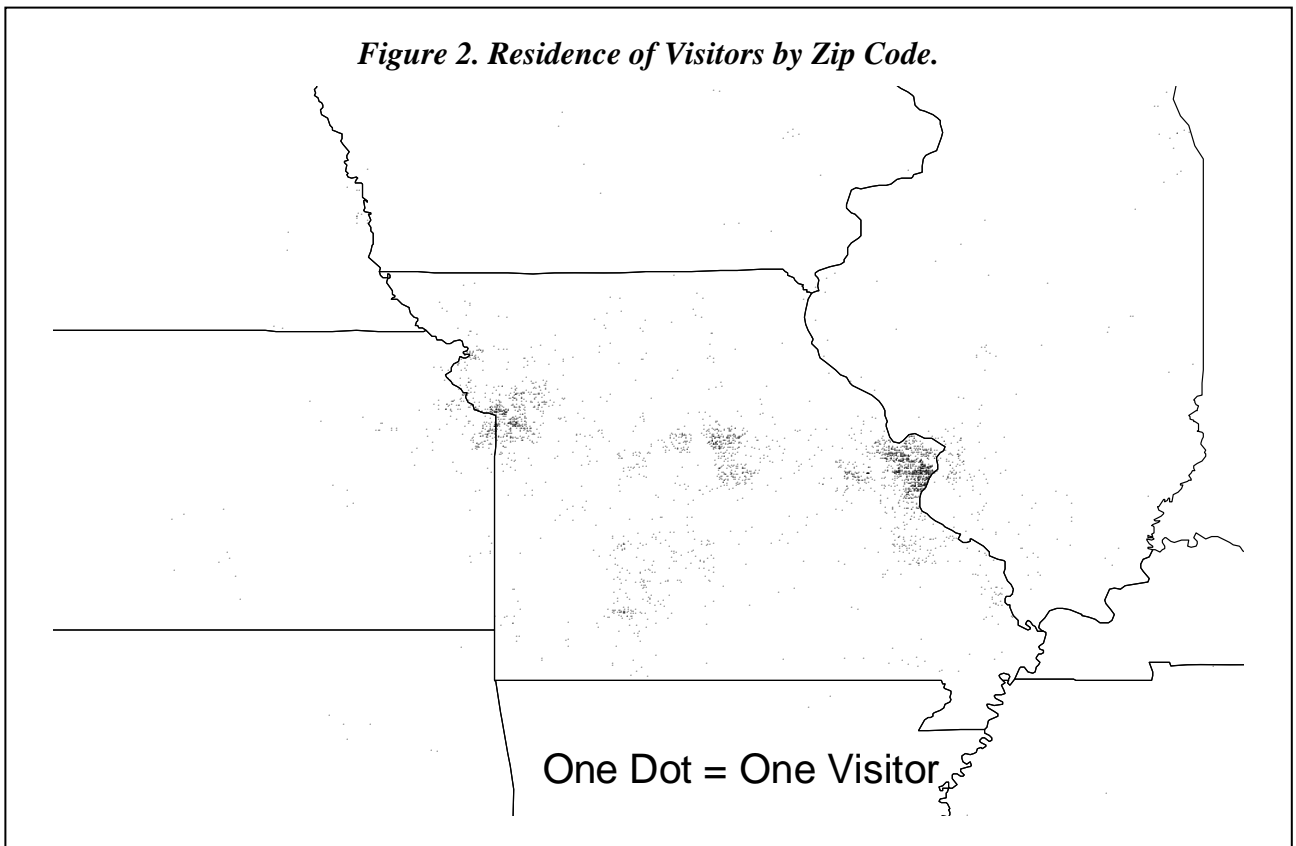 Figure 2. Residence of Visitors by Zip Code.
One Dot = One Visitor